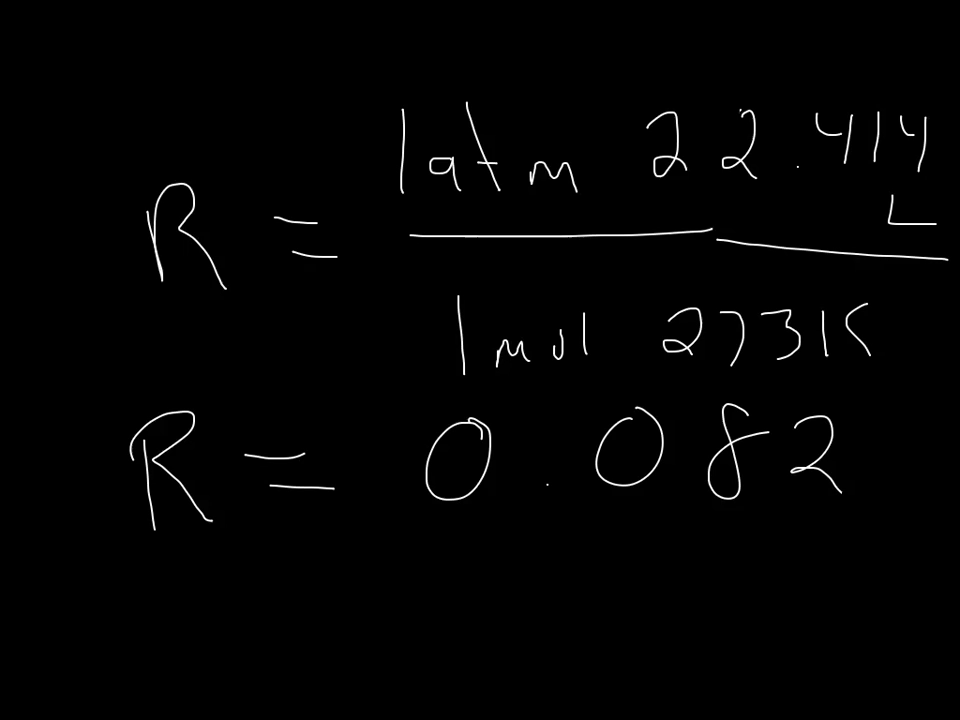 R = 1atm 22.414 L
1mol 273K
R = 0.082